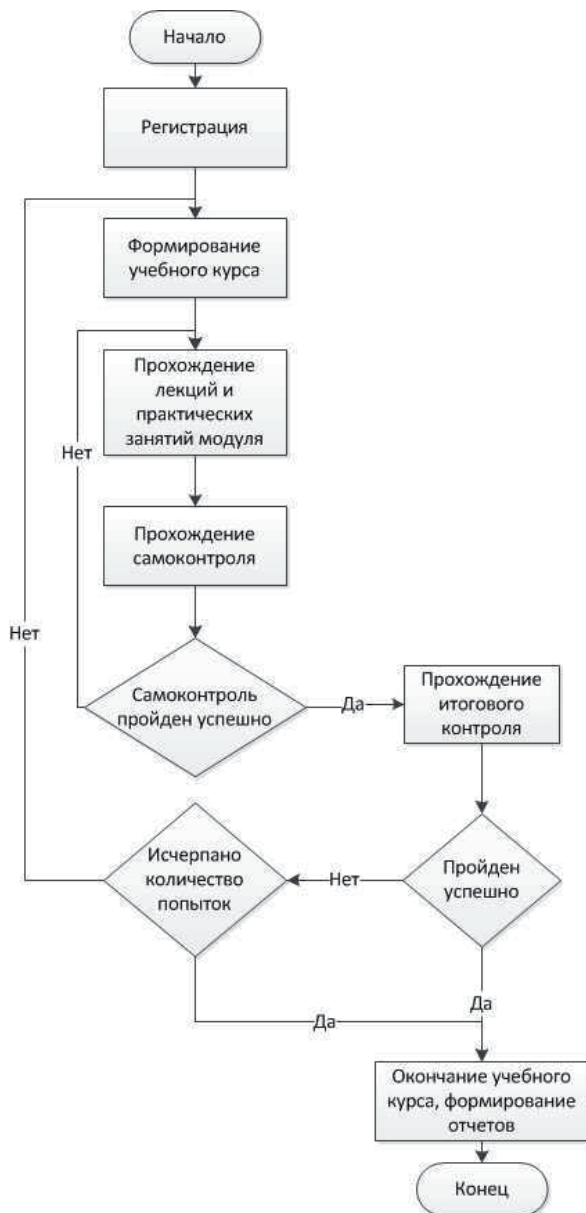 Начало
Регистрация
Формирование
учебного курса
Прохождение
лекций и
практических
занятий модуля
Нет
Прохождение
самоконтроля
Нет
Самоконтроль
пройден успешно
Да
Прохождение
итогового
контроля
Исчерпано
количество
попыток
Нет
Пройден
успешно
Да
Да
Окончание учебного
курса, формирование
отчетов
Конец